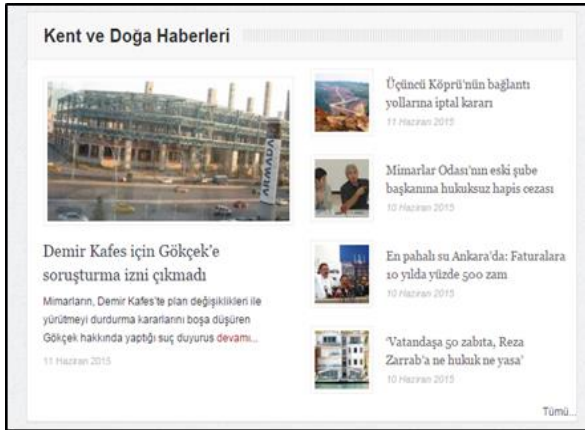 Kent ve Doğa Haberleri
ARMADA
Demir Kafes için Gökçek'e
soruşturma izni çıkmadı
Mimarların, Demir Kafes'te plan değişiklikleri ile
yürütmeyi durdurma kararlarını boşa düşüren
Gökçek hakkında yaptığı suç duyurus devamı...
11 Haziran 2015
Üçüncü Köprü'nün bağlantı
yollarına iptal kararı
11 Haziran 2015
Mimarlar Odası'nın eski şube
başkanına hukuksuz hapis cezası
10 Haziran 2015
En pahalı su Ankara'da: Faturalara
10 yılda yüzde 500 zam
10 Haziran 2015
'Vatandaşa 50 zabıta, Reza
Zarrab'a ne hukuk ne yasa'
10 Haziran 2015
Tümü...